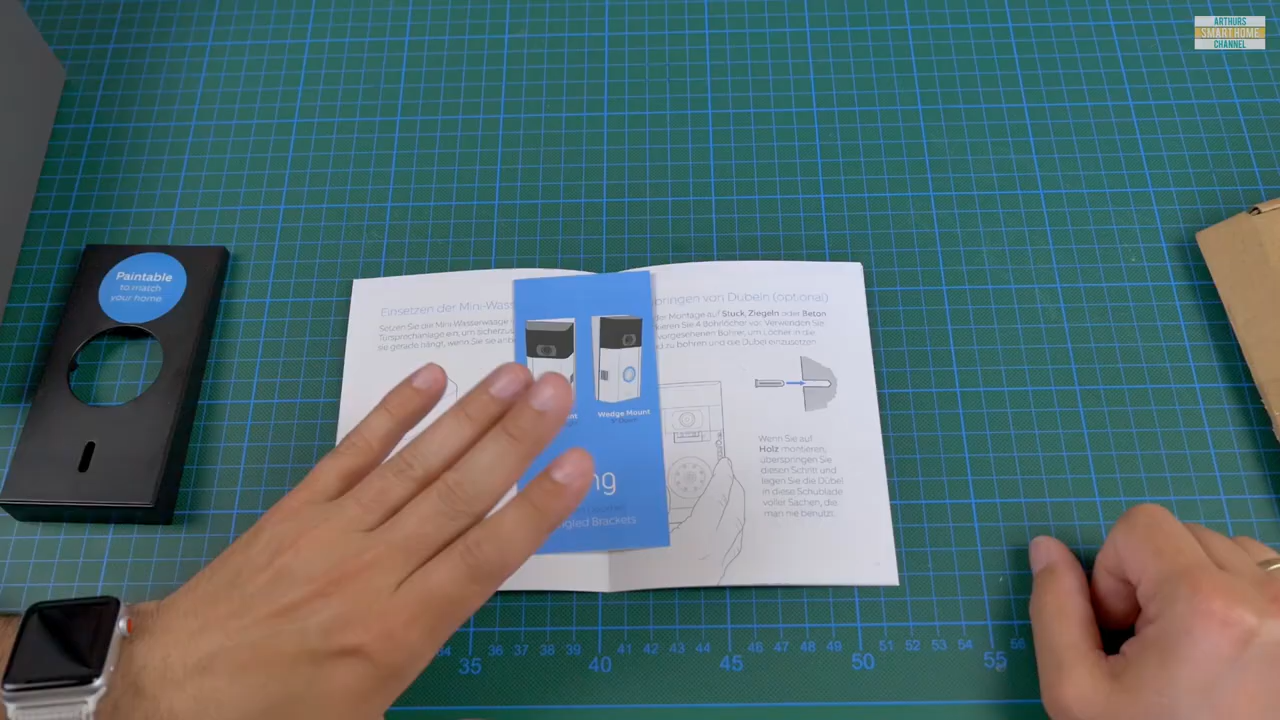 ARTHURS
SMART HOME
CHANNEL
Paintable
to match
your home.
Einsetzen der Mini-Wass
Setzen Sie die Mini Wasserwaage
Türsprechanlage ein, um sicherzu
sie gerade hängt, wenn Sie sie anb
bringen von Dübeln (optional)
der Montage auf Stuck, Ziegeln oder Beton
ieren Sie 4 Bohrlöcher vor. Verwenden Sie
vorgesehenen Bohrer, um Löcher in die
d zu bohren und die Dübel einzusetzen.
Wedge Mount
ng
ngled Brackets
Wenn Sie auf
Holz montieren,
überspringen Sie
diesen Schritt und
legen Sie die Dübel
in diese Schublade
voller Sachen, die
man nie benutzt.
34 35 36 37 38 39 40 41 42 43 44 45 46 47 48 49 50 51 52 53 54 55 56